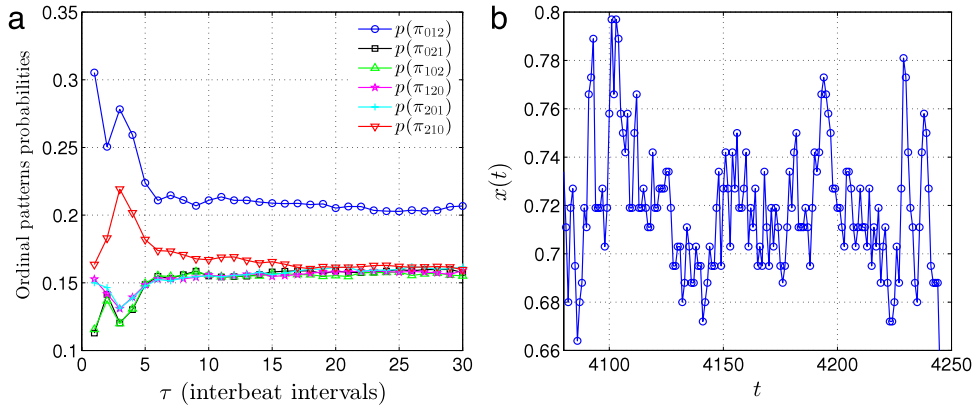 a
Ordinal patterns probabilities
0.35
0.3
0.25
0.2
0.15
0.1
0 5 10 15 20 25 30
τ (interbeat intervals)
p(π₀₁₂)
p(π₀₂₁)
p(π₁₀₂)
p(π₁₂₀)
p(π₂₀₁)
p(π₂₁₀)
b
x(t)
0.8
0.78
0.76
0.74
0.72
0.7
0.68
0.66
4100 4150 4200 4250
t